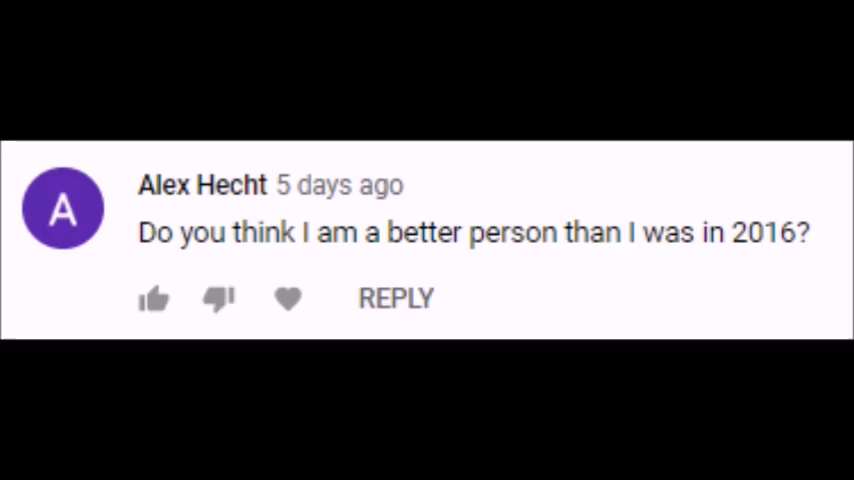 A
Alex Hecht 5 days ago
Do you think I am a better person than I was in 2016?
REPLY